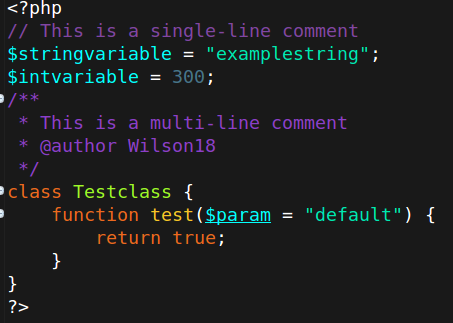 <?php
// This is a single-line comment
$stringvariable = "examplestring";
$intvariable = 300;
/**
 * This is a multi-line comment
 * @author Wilson18
 */
class Testclass {
    function test($param = "default") {
        return true;
    }
}
?>